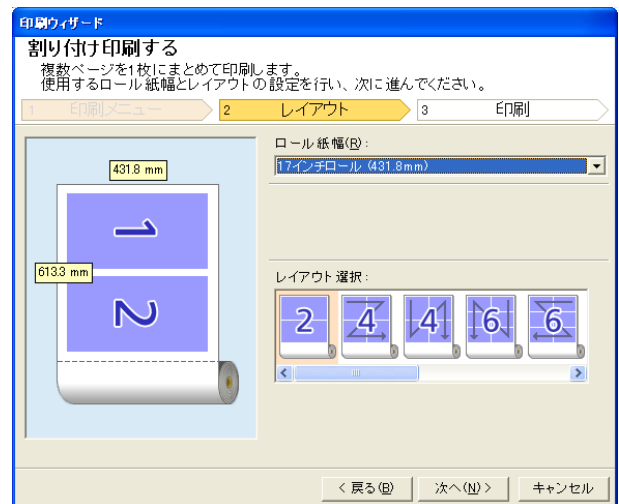 印刷ウィザード
割り付け印刷する
複数ページを1枚にまとめて印刷します。
使用するロール紙幅とレイアウトの設定を行い、次に進んでください。
1 印刷メニュー 2 レイアウト 3 印刷
ロール紙幅(R):
17インチロール (431.8mm)
431.8 mm
1
613.3 mm
2
レイアウト選択:
2 4 4 6 6
< 戻る(B) 次へ(N) > キャンセル